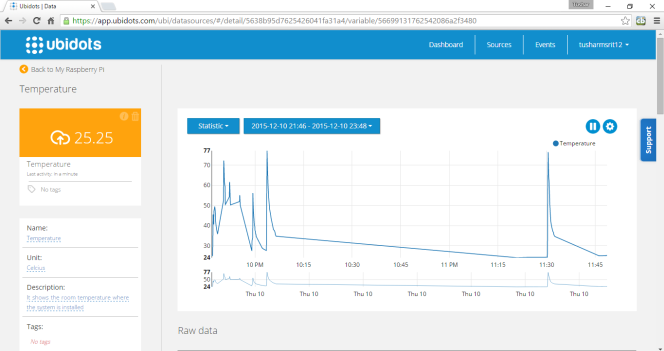 Ubidots | Data
https://app.ubidots.com/ubi/datasources/#/detail/5638b95d7625426041fa31a4/variable/56699131762542086a2f3480
ubidots
Dashboard
Sources
Events
tusharmsrit12
Back to My Raspberry Pi
Temperature
25.25
Temperature
Last activity: in a minute
No tags
Name:
Temperature
Unit:
Celcius
Description:
It shows the room temperature where
the system is installed
Tags:
No tags
Statistic
2015-12-10 21:46 - 2015-12-10 23:48
Temperature
77
70
60
50
40
30
24
10 PM
10:15
10:30
10:45
11 PM
11:15
11:30
11:45
77
50
24
Thu 10
Thu 10
Thu 10
Thu 10
Thu 10
Thu 10
Thu 10
Thu 10
Raw data
Support